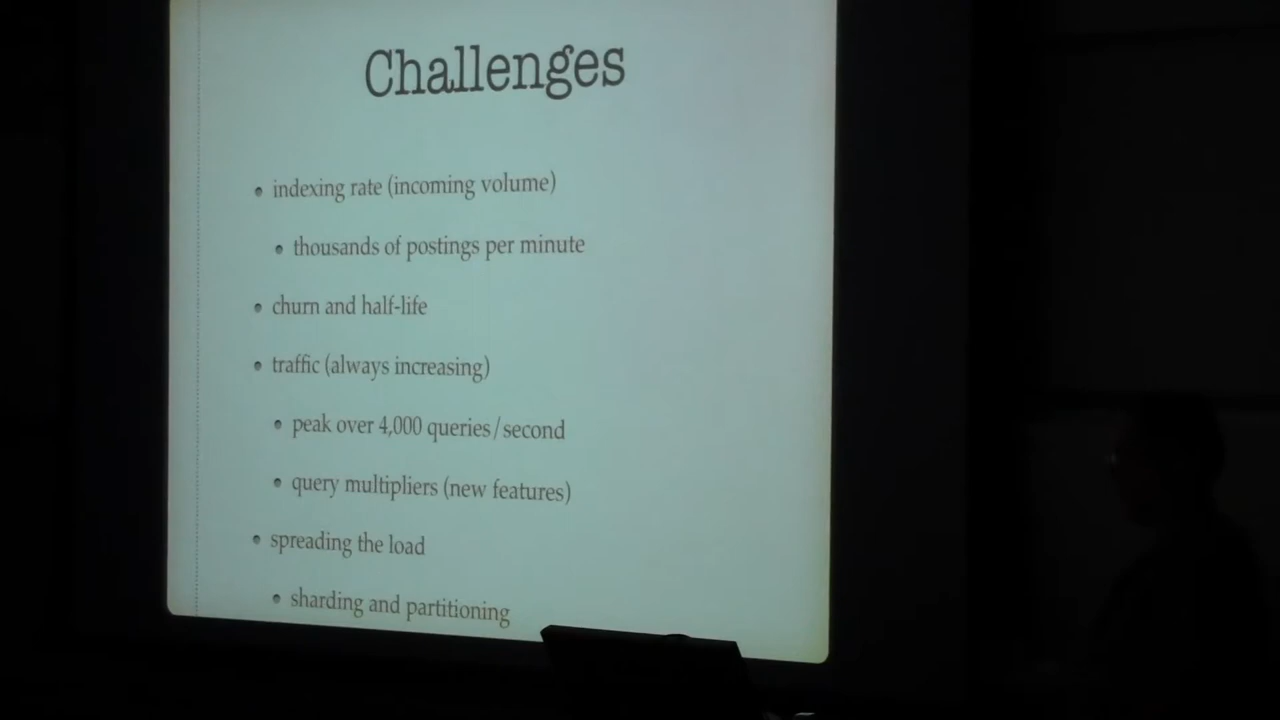 Challenges
• indexing rate (incoming volume)
• thousands of postings per minute
• churn and half-life
• traffic (always increasing)
• peak over 4,000 queries/second
• query multipliers (new features)
• spreading the load
• sharding and partitioning